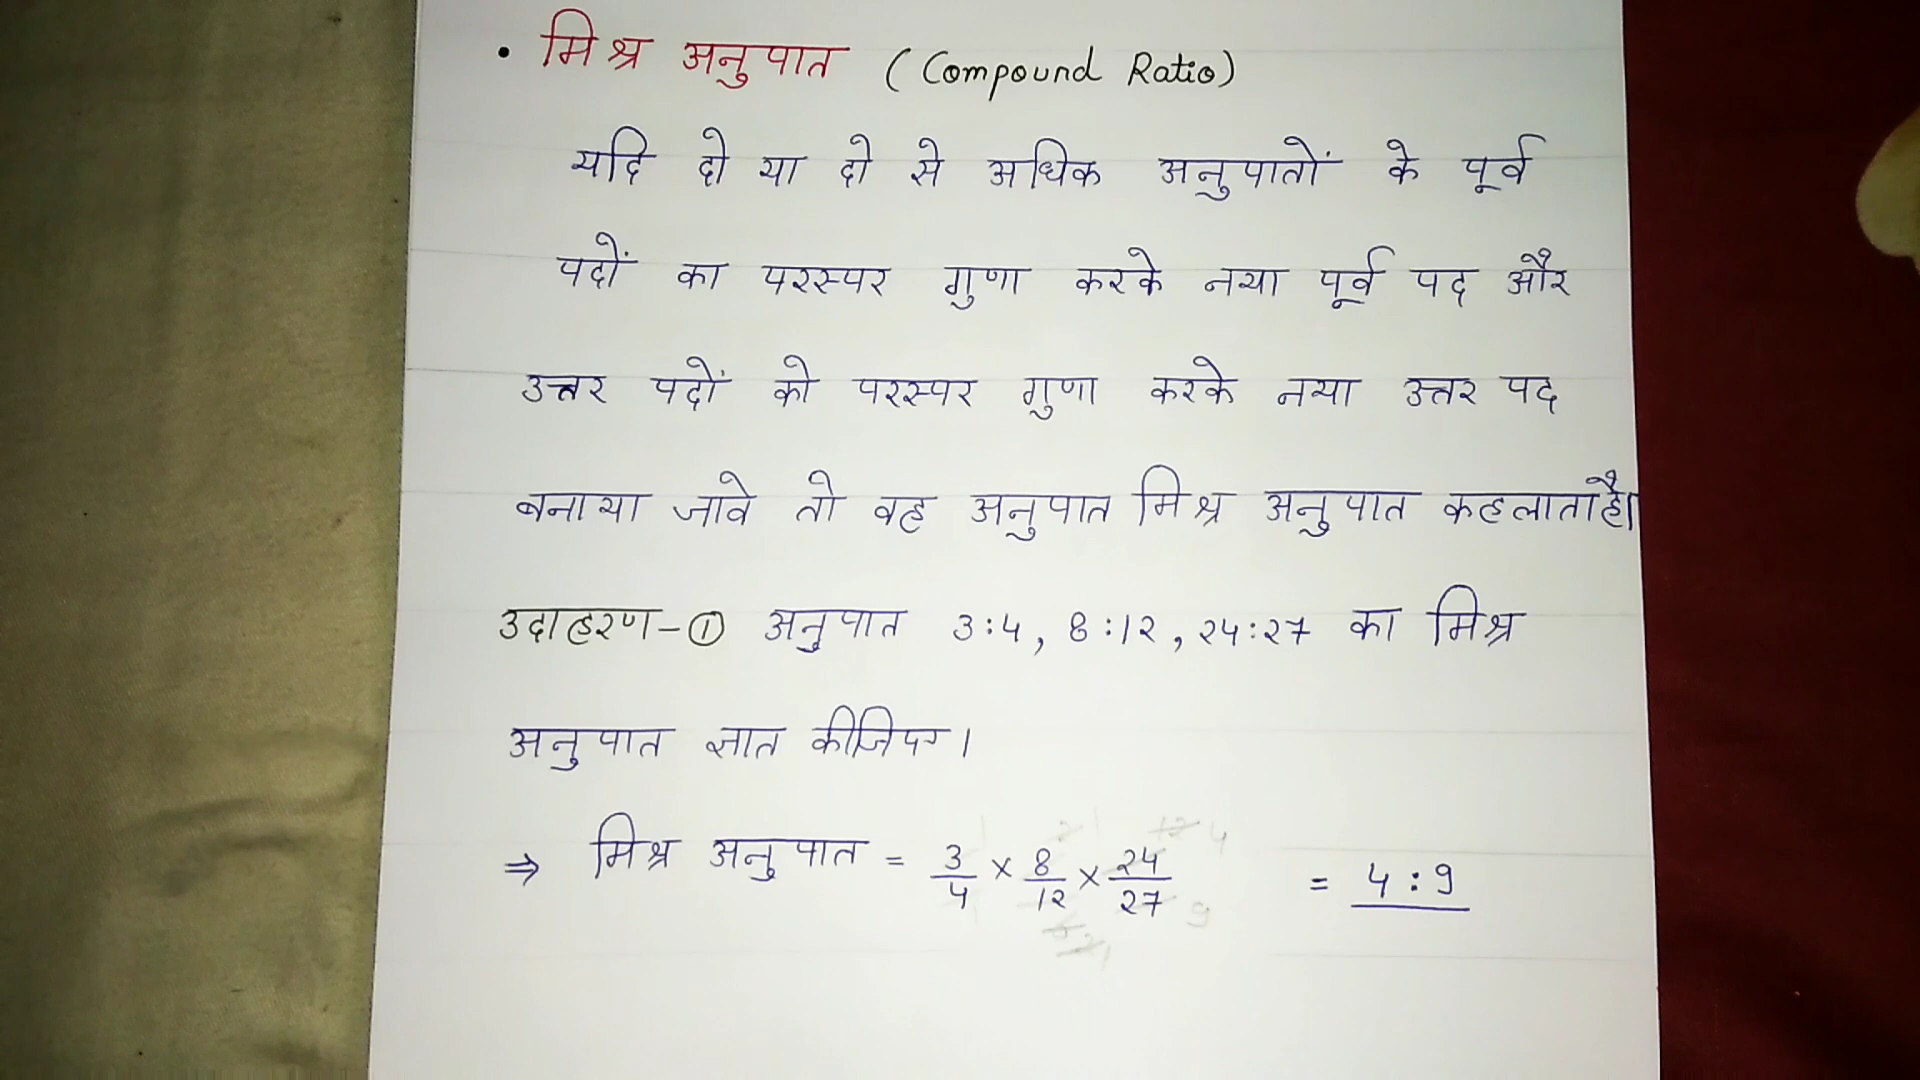 • मिश्र अनुपात (Compound Ratio)
यदि दो या दो से अधिक अनुपातों के पूर्व
पदों का परस्पर गुणा करके नया पूर्व पद और
उत्तर पदों को परस्पर गुणा करके नया उत्तर पद
बनाया जावे तो वह अनुपात मिश्र अनुपात कहलाता है।
उदाहरण-① अनुपात 3:4, 8:12, 24:27 का मिश्र
अनुपात ज्ञात कीजिए।
⇒ मिश्र अनुपात = 3/4 × 8/12 × 24/27 = 4:9